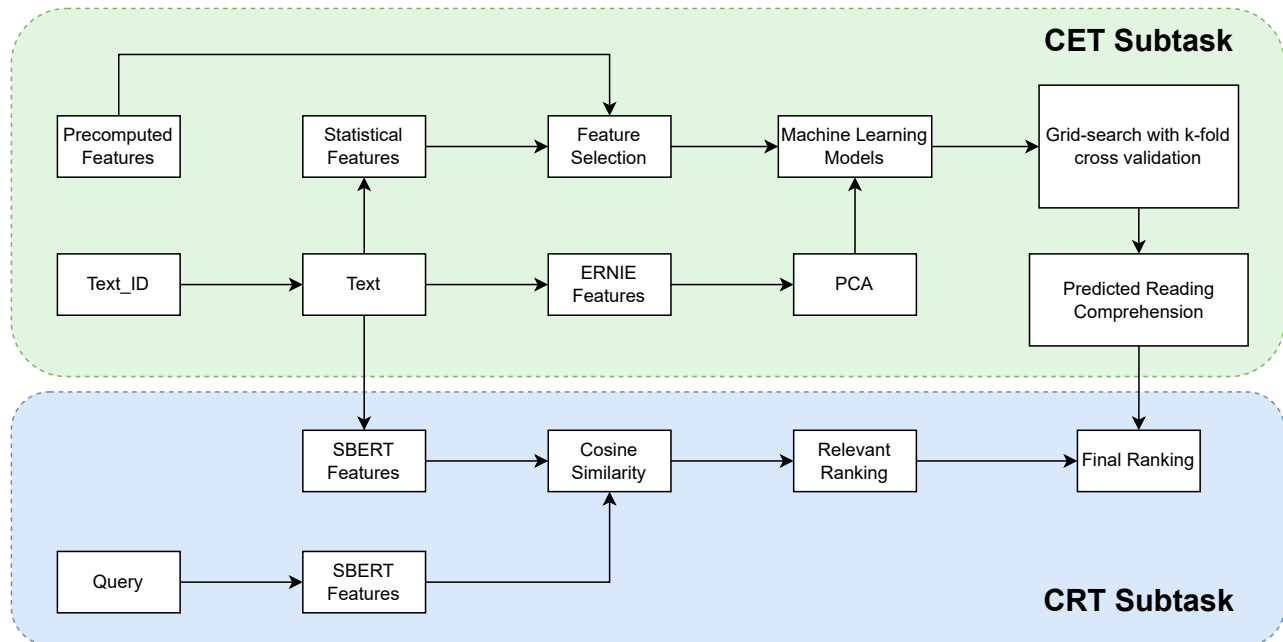 CET Subtask
Precomputed
Features
Statistical
Features
Feature
Selection
Machine Learning
Models
Grid-search with k-fold
cross validation
Text_ID
Text
ERNIE
Features
PCA
Predicted Reading
Comprehension
SBERT
Features
Cosine
Similarity
Relevant
Ranking
Final Ranking
Query
SBERT
Features
CRT Subtask